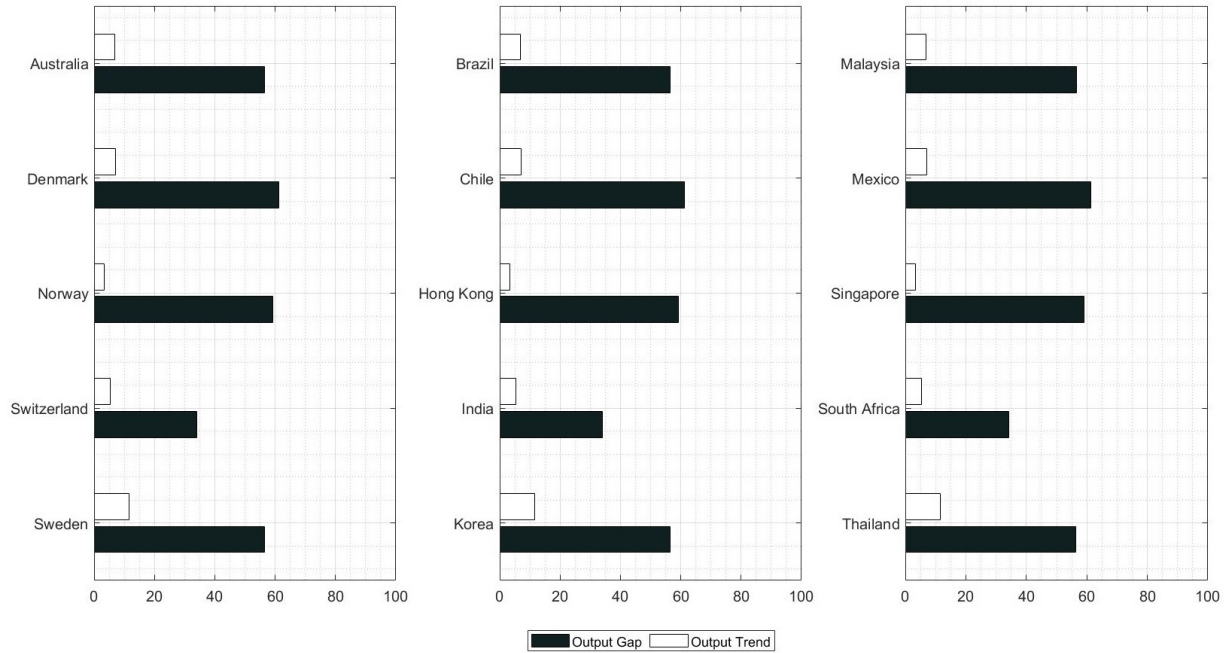 Australia
Denmark
Norway
Switzerland
Sweden
0 20 40 60 80 100
Brazil
Chile
Hong Kong
India
Korea
0 20 40 60 80 100
Malaysia
Mexico
Singapore
South Africa
Thailand
0 20 40 60 80 100
Output Gap Output Trend